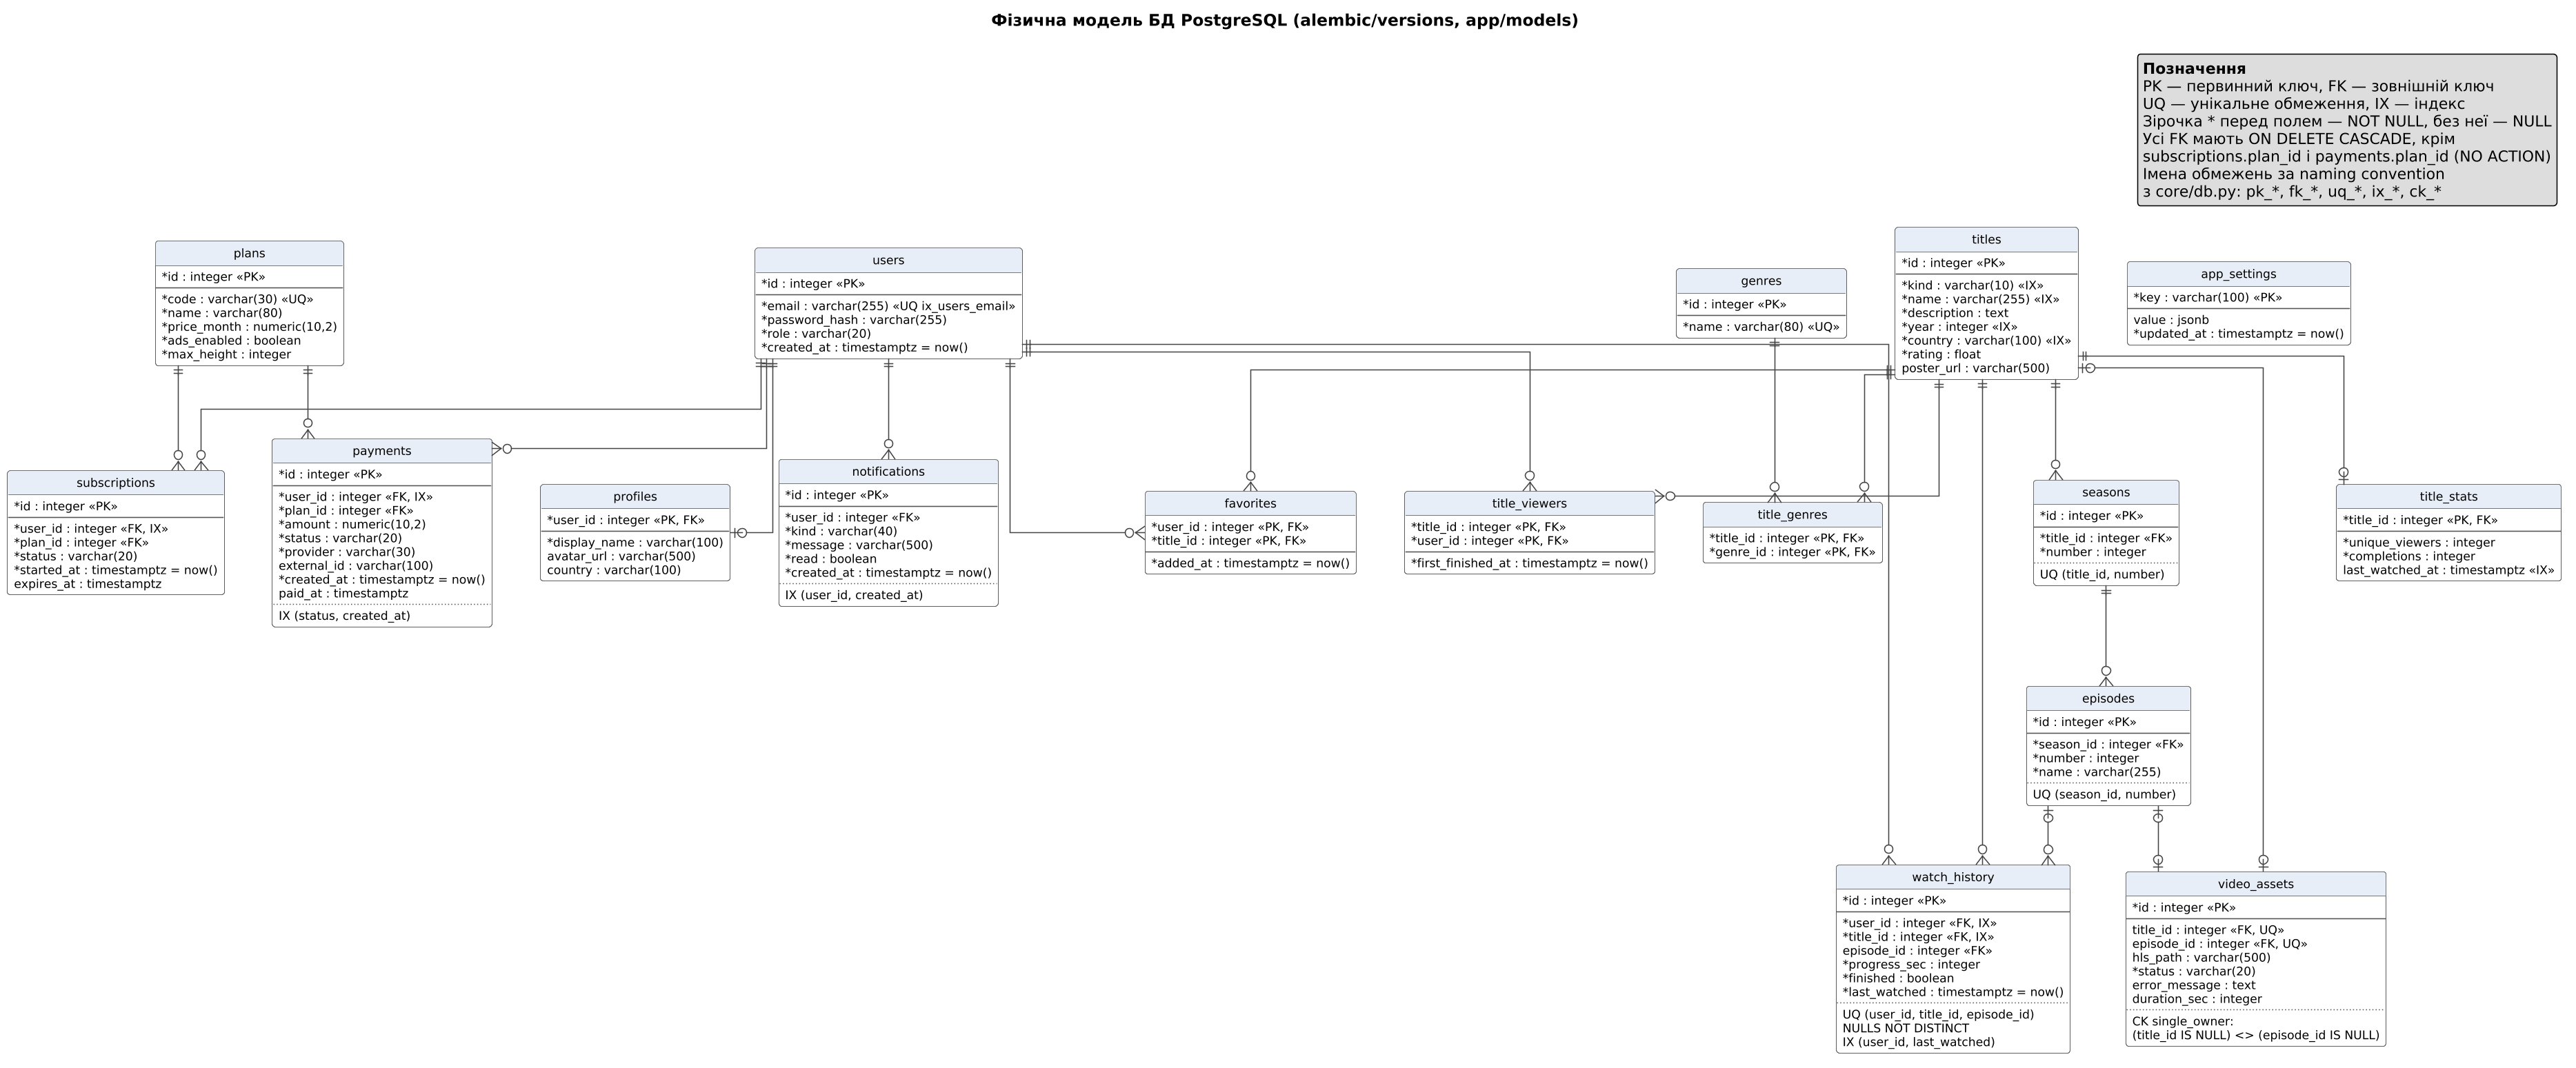 Фізична модель БД PostgreSQL (alembic/versions, app/models)
Позначення
PK — первинний ключ, FK — зовнішній ключ
UQ — унікальне обмеження, IX — індекс
Зірочка * перед полем — NOT NULL, без неї — NULL
Усі FK мають ON DELETE CASCADE, крім
subscriptions.plan_id і payments.plan_id (NO ACTION)
Імена обмежень за naming convention
з core/db.py: pk_*, fk_*, uq_*, ix_*, ck_*
plans
*id : integer «PK»
*code : varchar(30) «UQ»
*name : varchar(80)
*price_month : numeric(10,2)
*ads_enabled : boolean
*max_height : integer
users
*id : integer «PK»
*email : varchar(255) «UQ ix_users_email»
*password_hash : varchar(255)
*role : varchar(20)
*created_at : timestamptz = now()
genres
*id : integer «PK»
*name : varchar(80) «UQ»
titles
*id : integer «PK»
*kind : varchar(10) «IX»
*name : varchar(255) «IX»
*description : text
*year : integer «IX»
*country : varchar(100) «IX»
*rating : float
poster_url : varchar(500)
app_settings
*key : varchar(100) «PK»
value : jsonb
*updated_at : timestamptz = now()
subscriptions
*id : integer «PK»
*user_id : integer «FK, IX»
*plan_id : integer «FK»
*status : varchar(20)
*started_at : timestamptz = now()
expires_at : timestamptz
payments
*id : integer «PK»
*user_id : integer «FK, IX»
*plan_id : integer «FK»
*amount : numeric(10,2)
*status : varchar(20)
*provider : varchar(30)
external_id : varchar(100)
*created_at : timestamptz = now()
paid_at : timestamptz
IX (status, created_at)
profiles
*user_id : integer «PK, FK»
*display_name : varchar(100)
avatar_url : varchar(500)
country : varchar(100)
notifications
*id : integer «PK»
*user_id : integer «FK»
*kind : varchar(40)
*message : varchar(500)
*read : boolean
*created_at : timestamptz = now()
IX (user_id, created_at)
favorites
*user_id : integer «PK, FK»
*title_id : integer «PK, FK»
*added_at : timestamptz = now()
title_viewers
*title_id : integer «PK, FK»
*user_id : integer «PK, FK»
*first_finished_at : timestamptz = now()
title_genres
*title_id : integer «PK, FK»
*genre_id : integer «PK, FK»
seasons
*id : integer «PK»
*title_id : integer «FK»
*number : integer
UQ (title_id, number)
title_stats
*title_id : integer «PK, FK»
*unique_viewers : integer
*completions : integer
last_watched_at : timestamptz «IX»
episodes
*id : integer «PK»
*season_id : integer «FK»
*number : integer
*name : varchar(255)
UQ (season_id, number)
watch_history
*id : integer «PK»
*user_id : integer «FK, IX»
*title_id : integer «FK, IX»
episode_id : integer «FK»
*progress_sec : integer
*finished : boolean
*last_watched : timestamptz = now()
UQ (user_id, title_id, episode_id)
NULLS NOT DISTINCT
IX (user_id, last_watched)
video_assets
*id : integer «PK»
title_id : integer «FK, UQ»
episode_id : integer «FK, UQ»
hls_path : varchar(500)
*status : varchar(20)
error_message : text
duration_sec : integer
CK single_owner:
(title_id IS NULL) <> (episode_id IS NULL)